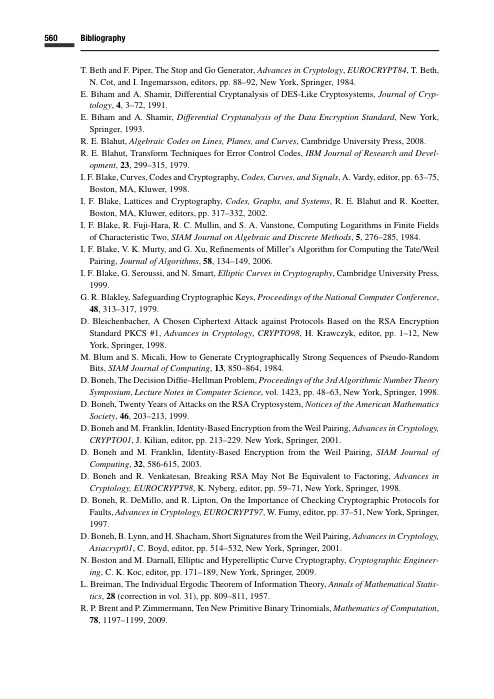 560 Bibliography
T. Beth and F. Piper, The Stop and Go Generator, Advances in Cryptology, EUROCRYPT84, T. Beth,
N. Cot, and I. Ingemarsson, editors, pp. 88–92, New York, Springer, 1984.
E. Biham and A. Shamir, Differential Cryptanalysis of DES-Like Cryptosystems, Journal of Cryp-
tology, 4, 3–72, 1991.
E. Biham and A. Shamir, Differential Cryptanalysis of the Data Encryption Standard, New York,
Springer, 1993.
R. E. Blahut, Algebraic Codes on Lines, Planes, and Curves, Cambridge University Press, 2008.
R. E. Blahut, Transform Techniques for Error Control Codes, IBM Journal of Research and Devel-
opment, 23, 299–315, 1979.
I. F. Blake, Curves, Codes and Cryptography, Codes, Curves, and Signals, A. Vardy, editor, pp. 63–75,
Boston, MA, Kluwer, 1998.
I. F. Blake, Lattices and Cryptography, Codes, Graphs, and Systems, R. E. Blahut and R. Koetter,
Boston, MA, Kluwer, editors, pp. 317–332, 2002.
I. F. Blake, R. Fuji-Hara, R. C. Mullin, and S. A. Vanstone, Computing Logarithms in Finite Fields
of Characteristic Two, SIAM Journal on Algebraic and Discrete Methods, 5, 276–285, 1984.
I. F. Blake, V. K. Murty, and G. Xu, Refinements of Miller's Algorithm for Computing the Tate/Weil
Pairing, Journal of Algorithms, 58, 134–149, 2006.
I. F. Blake, G. Seroussi, and N. Smart, Elliptic Curves in Cryptography, Cambridge University Press,
1999.
G. R. Blakley, Safeguarding Cryptographic Keys, Proceedings of the National Computer Conference,
48, 313–317, 1979.
D. Bleichenbacher, A Chosen Ciphertext Attack against Protocols Based on the RSA Encryption
Standard PKCS #1, Advances in Cryptology, CRYPTO98, H. Krawczyk, editor, pp. 1–12, New
York, Springer, 1998.
M. Blum and S. Micali, How to Generate Cryptographically Strong Sequences of Pseudo-Random
Bits, SIAM Journal of Computing, 13, 850–864, 1984.
D. Boneh, The Decision Diffie–Hellman Problem, Proceedings of the 3rd Algorithmic Number Theory
Symposium, Lecture Notes in Computer Science, vol. 1423, pp. 48–63, New York, Springer, 1998.
D. Boneh, Twenty Years of Attacks on the RSA Cryptosystem, Notices of the American Mathematics
Society, 46, 203–213, 1999.
D. Boneh and M. Franklin, Identity-Based Encryption from the Weil Pairing, Advances in Cryptology,
CRYPTO01, J. Kilian, editor, pp. 213–229. New York, Springer, 2001.
D. Boneh and M. Franklin, Identity-Based Encryption from the Weil Pairing, SIAM Journal of
Computing, 32, 586-615, 2003.
D. Boneh and R. Venkatesan, Breaking RSA May Not Be Equivalent to Factoring, Advances in
Cryptology, EUROCRYPT98, K. Nyberg, editor, pp. 59–71, New York, Springer, 1998.
D. Boneh, R. DeMillo, and R. Lipton, On the Importance of Checking Cryptographic Protocols for
Faults, Advances in Cryptology, EUROCRYPT97, W. Fumy, editor, pp. 37–51, New York, Springer,
1997.
D. Boneh, B. Lynn, and H. Shacham, Short Signatures from the Weil Pairing, Advances in Cryptology,
Asiacrypt01, C. Boyd, editor, pp. 514–532, New York, Springer, 2001.
N. Boston and M. Darnall, Elliptic and Hyperelliptic Curve Cryptography, Cryptographic Engineer-
ing, C. K. Koc, editor, pp. 171–189, New York, Springer, 2009.
L. Breiman, The Individual Ergodic Theorem of Information Theory, Annals of Mathematical Statis-
tics, 28 (correction in vol. 31), pp. 809–811, 1957.
R. P. Brent and P. Zimmermann, Ten New Primitive Binary Trinomials, Mathematics of Computation,
78, 1197–1199, 2009.